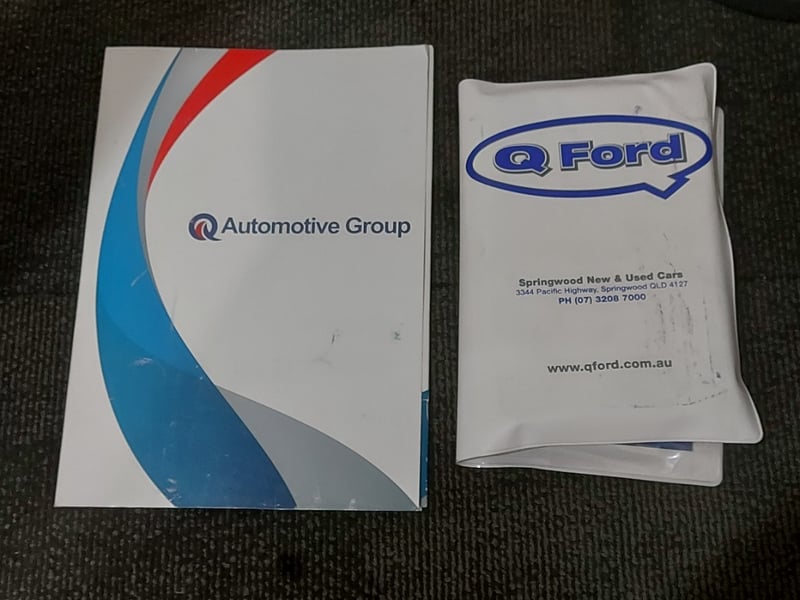 Q Automotive Group
Q Ford
Springwood New & Used Cars
3344 Pacific Highway, Springwood QLD 4127
PH (07) 3208 7000
www.qford.com.au